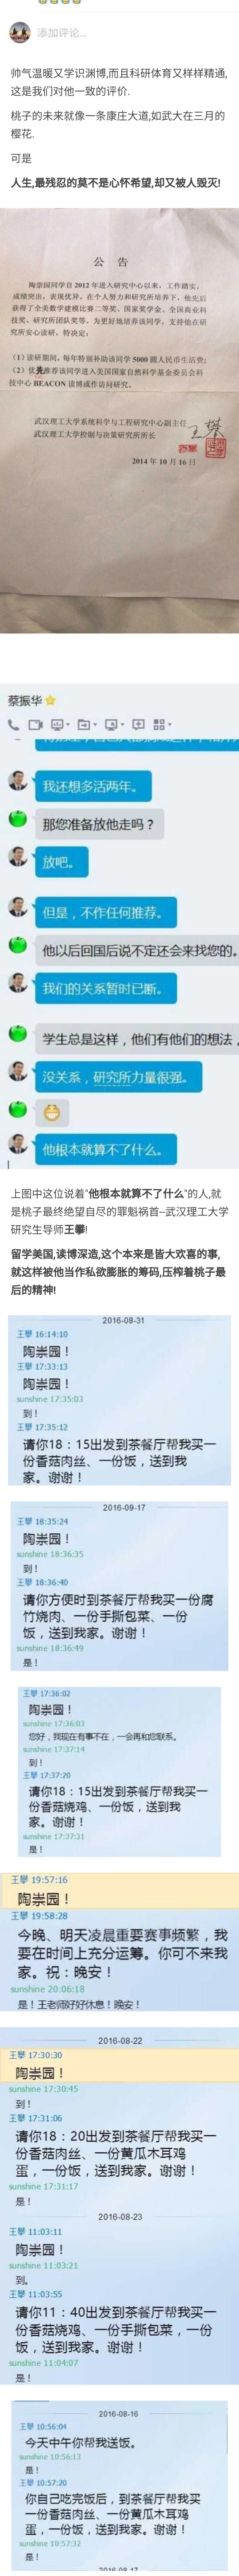 添加评论...
帅气温暖又学识渊博,而且科研体育又样样精通,
这是我们对他一致的评价.
桃子的未来就像一条康庄大道,如武大在三月的
樱花.
可是
人生,最残忍的莫不是心怀希望,却又被人毁灭!
公 告
陶崇园同学自 2012 年进入研究中心以来，工作踏实，
成绩突出，表现优异，在个人努力和研究所培养下，他先后
获得了全美数学建模比赛二等奖、国家奖学金、全国商业科
技奖、研究所团队奖等，为更好地培养该同学，支持他在研
究所安心读研，特决定：
（1）读研期间，每年特别补助该同学 5000 圆人民币生活费；
（2）优先推荐该同学进入美国国家自然科学基金委员会科
技中心 BEACON 读博或作访问研究。
武汉理工大学系统科学与工程研究中心副主任
武汉理工大学控制与决策研究所所长
王攀
2014 年 10 月 16 日
蔡振华
我还想多活两年。
那您准备放他走吗？
放吧。
但是，不作任何推荐。
他以后回国后说不定还会来找您的。
我们的关系暂时已断。
学生总是这样，他们有他们的想法，
没关系，研究所力量很强。
他根本就算不了什么。
上图中这位说着"他根本就算不了什么"的人,就
是桃子最终绝望自杀的罪魁祸首--武汉理工大学
研究生导师王攀!
留学美国,读博深造,这个本来是皆大欢喜的事,
就这样被他当作私欲膨胀的筹码,压榨着桃子最
后的精神!
2016-08-31
王攀 16:14:10
陶崇园！
王攀 17:33:13
陶崇园！
sunshine 17:35:03
到！
王攀 17:35:12
请你18：15出发到茶餐厅帮我买一
份香菇肉丝、一份饭，送到我
家。谢谢！
2016-09-17
王攀 18:35:24
陶崇园！
sunshine 18:36:35
到！
王攀 18:36:40
请你方便时到茶餐厅帮我买一份腐
竹烧肉、一份手撕包菜、一份
饭，送到我家。谢谢！
sunshine 18:36:49
是！
王攀 17:36:02
陶崇园！
sunshine 17:36:03
您好，我现在有事不在，一会再和您联系。
sunshine 17:37:14
到！
王攀 17:37:20
请你18：15出发到茶餐厅帮我买一
份香菇烧鸡、一份饭，送到我
家。谢谢！
sunshine 17:37:31
是！
王攀 19:57:16
陶崇园！
王攀 19:58:28
今晚、明天凌晨重要赛事频繁，我
要在时间上充分运筹。你可不来我
家。祝：晚安！
sunshine 20:06:18
是！王老师好好休息！晚安！
2016-08-22
王攀 17:30:30
陶崇园！
sunshine 17:30:45
到！
王攀 17:31:06
请你18：20出发到茶餐厅帮我买一
份香菇肉丝、一份黄瓜木耳鸡
蛋，一份饭，送到我家。谢谢！
sunshine 17:31:17
是！
2016-08-23
王攀 11:03:11
陶崇园！
sunshine 11:03:21
到。
王攀 11:03:55
请你11：40出发到茶餐厅帮我买一
份香菇烧鸡、一份手撕包菜，一份
饭，送到我家。谢谢！
sunshine 11:04:07
是！
2016-08-16
王攀 10:56:04
今天中午你帮我送饭。
sunshine 10:56:13
是！
王攀 10:57:20
你自己吃完饭后，到茶餐厅帮我买
一份香菇肉丝、一份黄瓜木耳鸡
蛋，一份饭，送到我家。谢谢！
sunshine 10:57:32
是！
2016-08-17